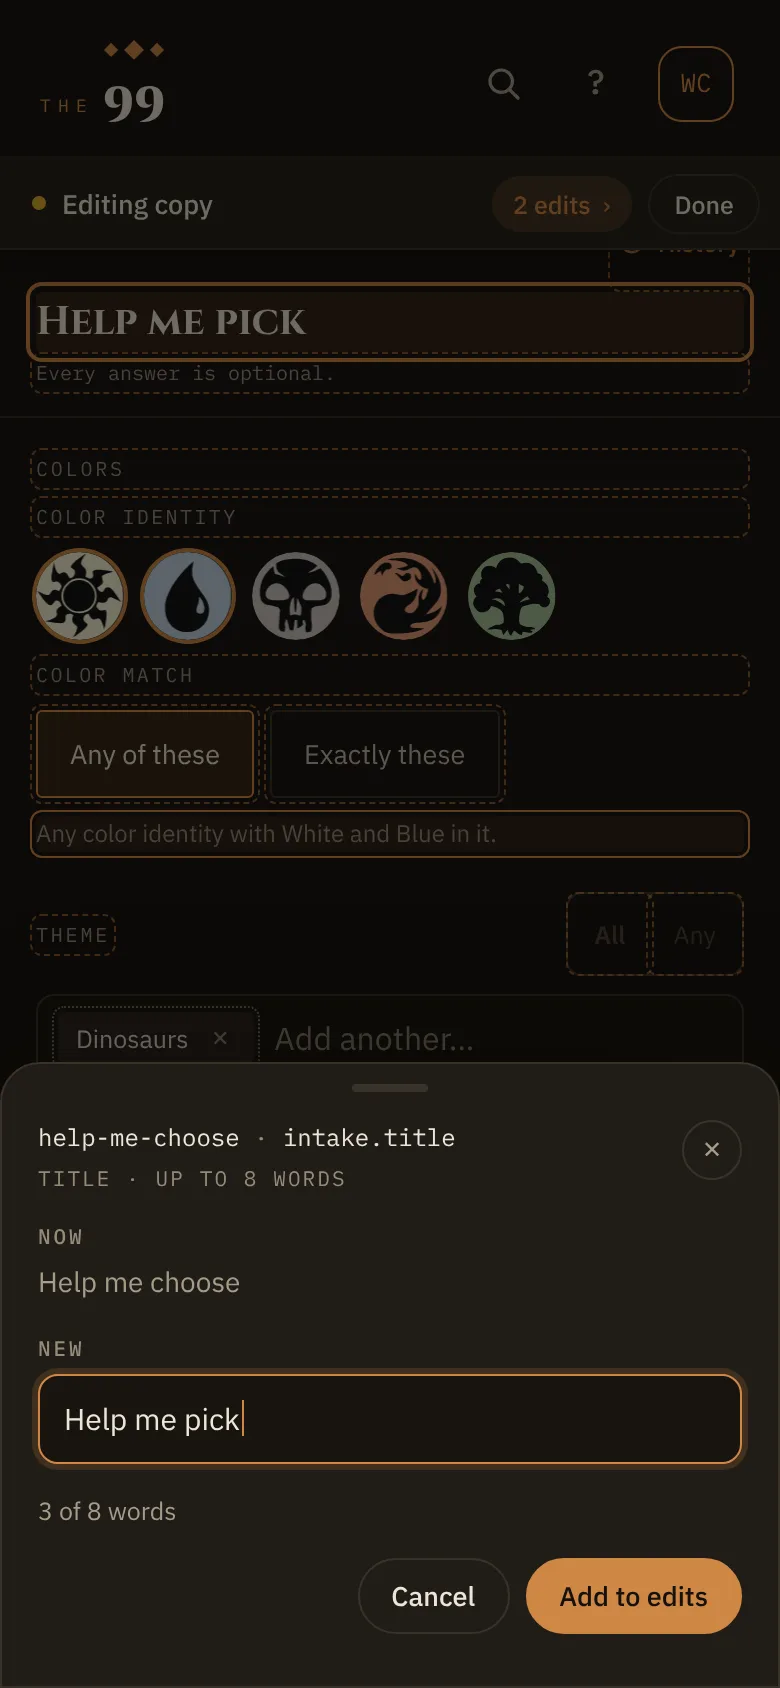 THE 99
?
WC
Editing copy
2 edits ›
Done
History
HELP ME PICK
Every answer is optional.
COLORS
COLOR IDENTITY
COLOR MATCH
Any of these
Exactly these
Any color identity with White and Blue in it.
THEME
All
Any
Dinosaurs ×
Add another...
help-me-choose · intake.title
×
TITLE · UP TO 8 WORDS
NOW
Help me choose
NEW
Help me pick
3 of 8 words
Cancel
Add to edits